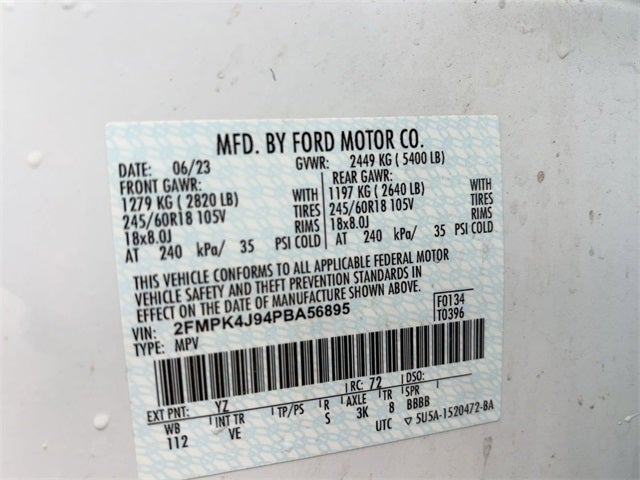 MFD. BY FORD MOTOR CO.
DATE: 06/23 GVWR: 2449 KG ( 5400 LB)
FRONT GAWR: REAR GAWR:
1279 KG ( 2820 LB) WITH 1197 KG ( 2640 LB) WITH
245/60R18 105V TIRES 245/60R18 105V TIRES
18x8.0J RIMS 18x8.0J RIMS
AT 240 kPa/ 35 PSI COLD AT 240 kPa/ 35 PSI COLD
THIS VEHICLE CONFORMS TO ALL APPLICABLE FEDERAL MOTOR
VEHICLE SAFETY AND THEFT PREVENTION STANDARDS IN
EFFECT ON THE DATE OF MANUFACTURE SHOWN ABOVE.
VIN: 2FMPK4J94PBA56895 F0134
TYPE: MPV T0396
EXT PNT: YZ RC: 72 DSO:
WB INT TR TP/PS R AXLE TR SPR
112 VE S 3K 8 BBBB
UTC ▽ 5U5A-1520472-BA